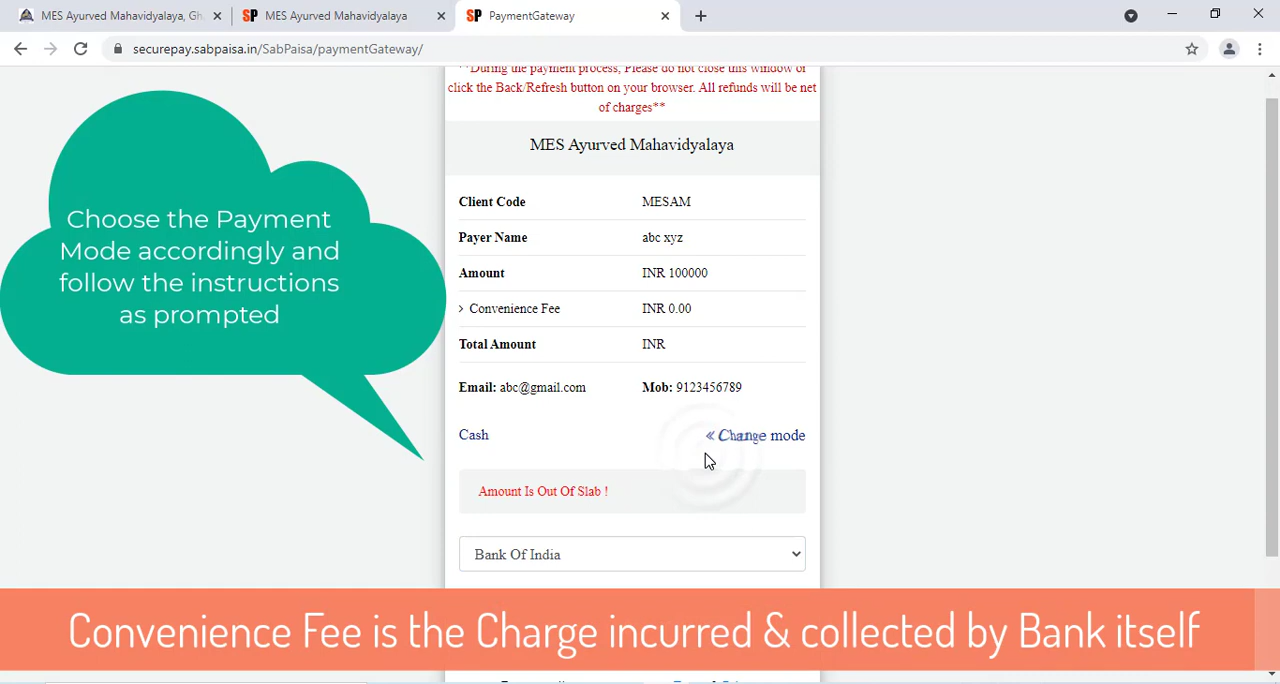 MES Ayurved Mahavidyalaya, Gh
MES Ayurved Mahavidyalaya
PaymentGateway
securepay.sabpaisa.in/SabPaisa/paymentGateway/
**During the payment process, Please do not close this window or
click the Back/Refresh button on your browser. All refunds will be net
of charges**
MES Ayurved Mahavidyalaya
Client Code MESAM
Payer Name abc xyz
Amount INR 100000
› Convenience Fee INR 0.00
Total Amount INR
Email: abc@gmail.com Mob: 9123456789
Cash « Change mode
Amount Is Out Of Slab !
Bank Of India
Choose the Payment
Mode accordingly and
follow the instructions
as prompted
Convenience Fee is the Charge incurred & collected by Bank itself